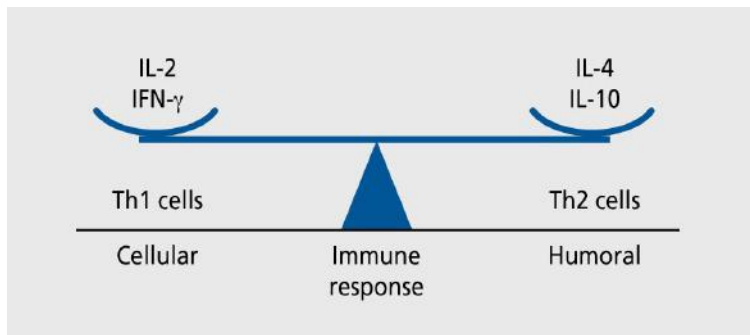 IL-2
IFN-γ
IL-4
IL-10
Th1 cells
Th2 cells
Cellular
Immune
response
Humoral